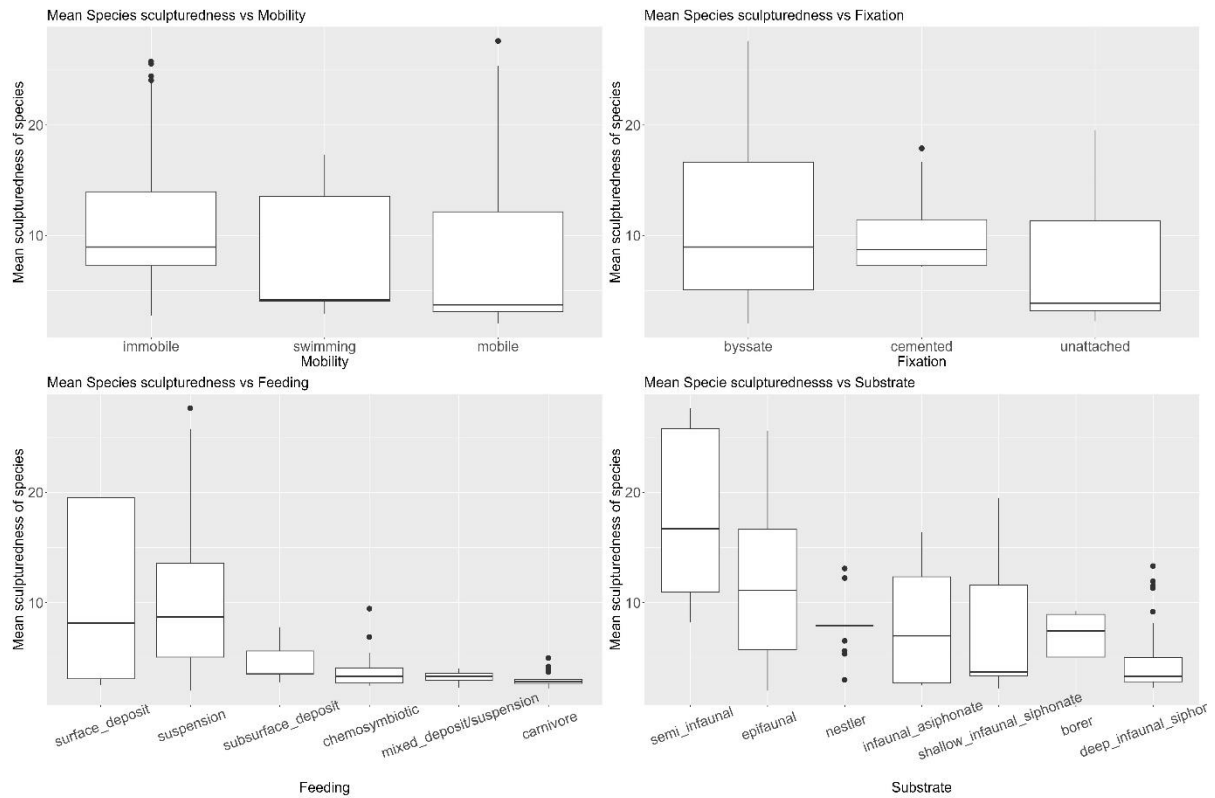 Mean Species sculpturedness vs Mobility
Mean sculpturedness of species
20
10
immobile swimming mobile
Mobility
Mean Species sculpturedness vs Fixation
Mean sculpturedness of species
20
10
byssate cemented unattached
Fixation
Mean Species sculpturedness vs Feeding
Mean sculpturedness of species
20
10
surface_deposit suspension subsurface_deposit chemosymbiotic mixed_deposit/suspension carnivore
Feeding
Mean Specie sculpturednesss vs Substrate
Mean sculpturedness of species
20
10
semi_infaunal epifaunal nestler infaunal_asiphonate shallow_infaunal_siphonate borer deep_infaunal_siphon
Substrate